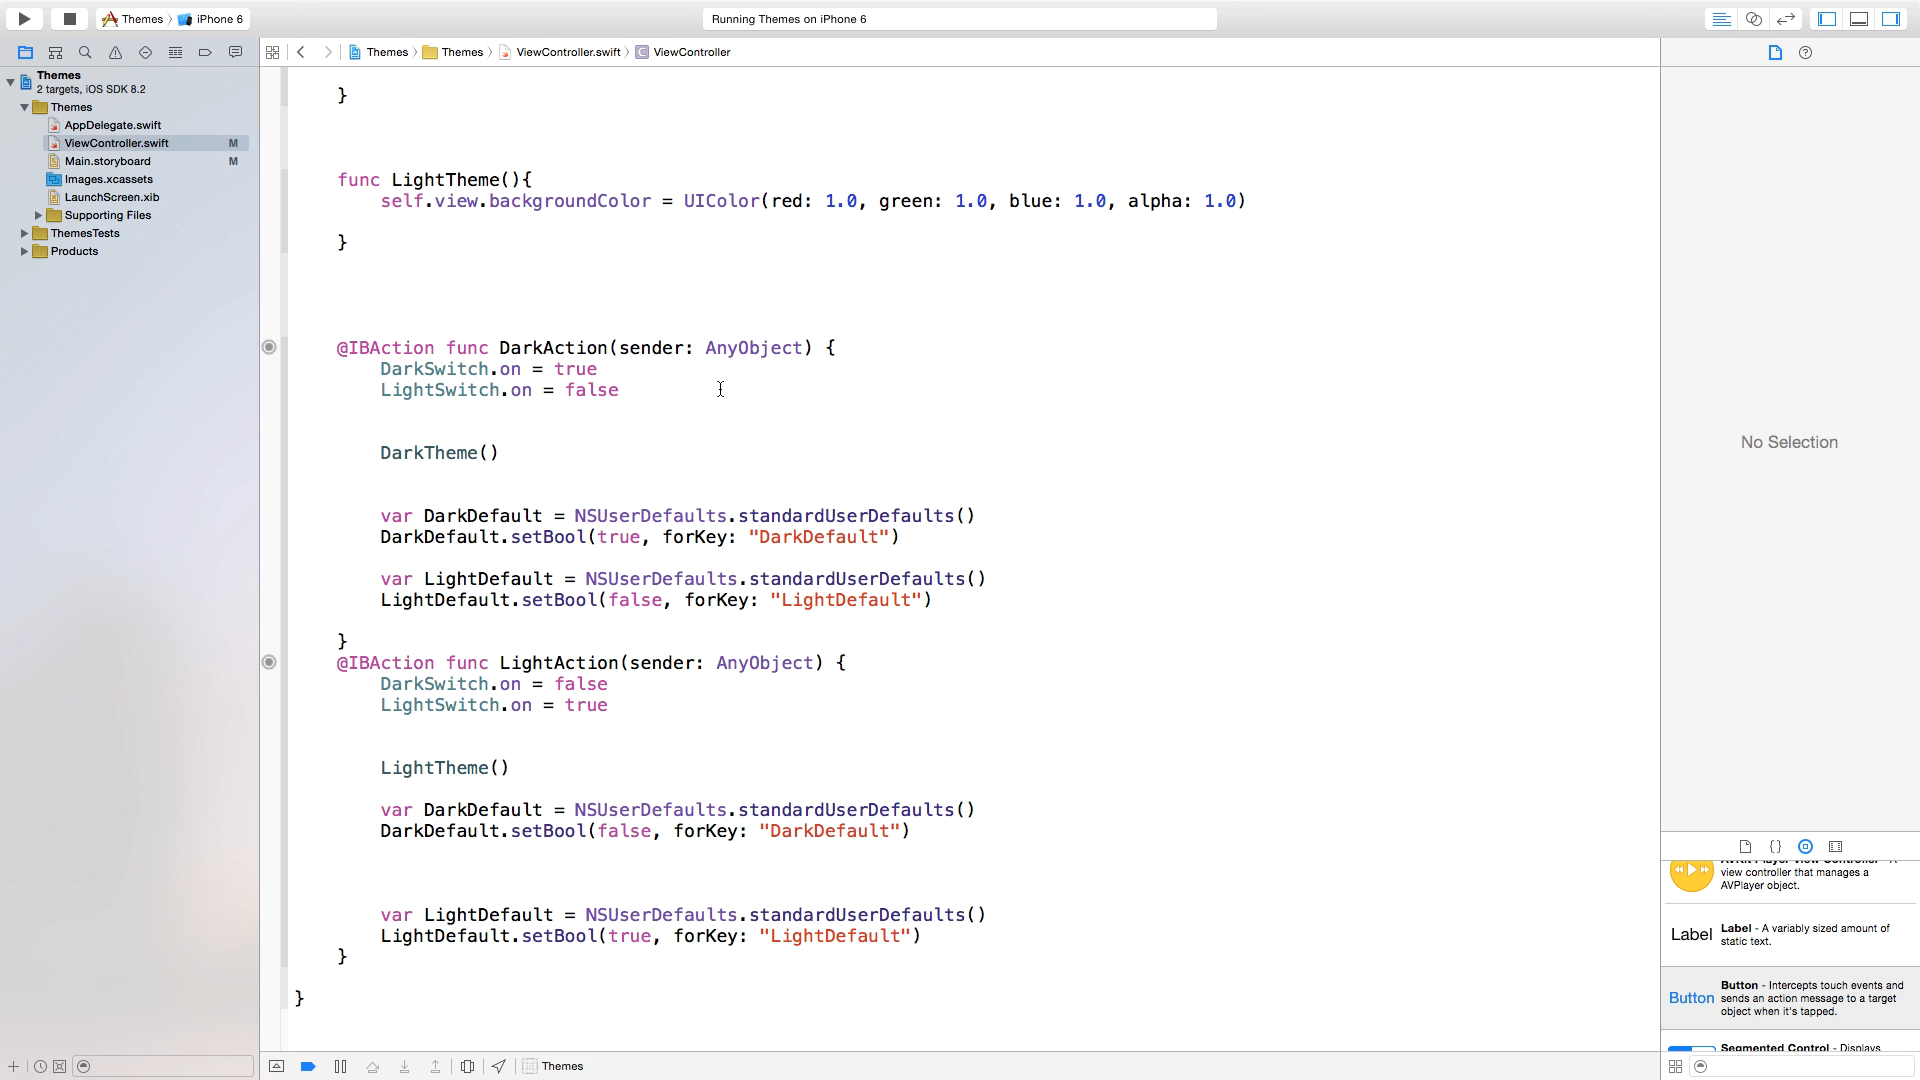 Themes
iPhone 6
Running Themes on iPhone 6
Themes
Themes
ViewController.swift
ViewController
Themes
2 targets, iOS SDK 8.2
Themes
AppDelegate.swift
ViewController.swift M
Main.storyboard M
Images.xcassets
LaunchScreen.xib
Supporting Files
ThemesTests
Products
}
func LightTheme(){
self.view.backgroundColor = UIColor(red: 1.0, green: 1.0, blue: 1.0, alpha: 1.0)
}
@IBAction func DarkAction(sender: AnyObject) {
DarkSwitch.on = true
LightSwitch.on = false
DarkTheme()
var DarkDefault = NSUserDefaults.standardUserDefaults()
DarkDefault.setBool(true, forKey: "DarkDefault")
var LightDefault = NSUserDefaults.standardUserDefaults()
LightDefault.setBool(false, forKey: "LightDefault")
}
@IBAction func LightAction(sender: AnyObject) {
DarkSwitch.on = false
LightSwitch.on = true
LightTheme()
var DarkDefault = NSUserDefaults.standardUserDefaults()
DarkDefault.setBool(false, forKey: "DarkDefault")
var LightDefault = NSUserDefaults.standardUserDefaults()
LightDefault.setBool(true, forKey: "LightDefault")
}
}
Themes
No Selection
view controller that manages a
AVPlayer object.
Label
Label - A variably sized amount of
static text.
Button
Button - Intercepts touch events and
sends an action message to a target
object when it's tapped.
Segmented Control - Displays